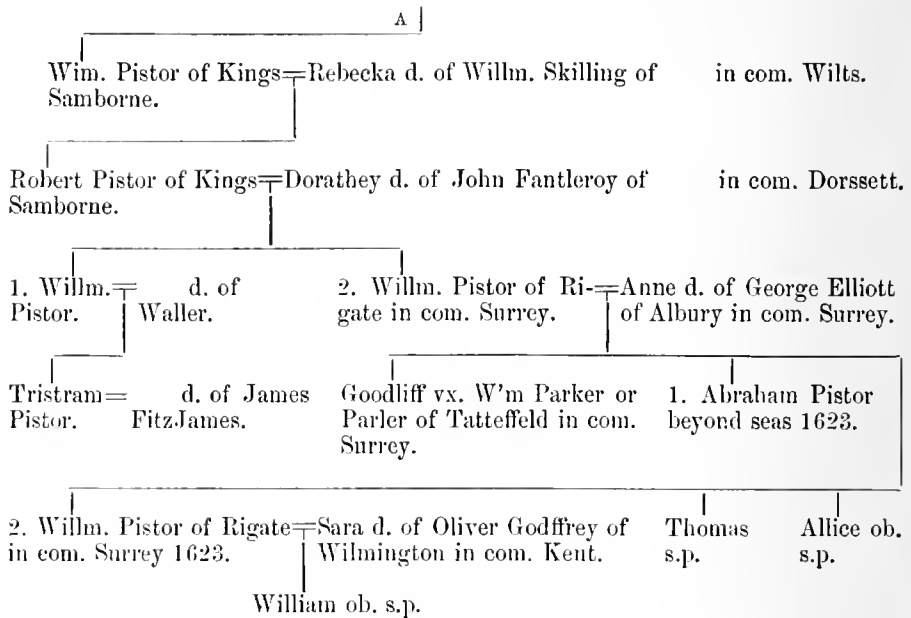 A
Wim. Pistor of Kings=Rebecka d. of Willm. Skilling of in com. Wilts.
Samborne.
Robert Pistor of Kings=Dorathey d. of John Fantleroy of in com. Dorssett.
Samborne.
1. Willm.= d. of 2. Willm. Pistor of Ri-=Anne d. of George Elliott
Pistor. Waller. gate in com. Surrey. of Albury in com. Surrey.
Tristram= d. of James Goodliff vx. W'm Parker or 1. Abraham Pistor
Pistor. FitzJames. Parler of Tatteffeld in com. beyond seas 1623.
Surrey.
2. Willm. Pistor of Rigate=Sara d. of Oliver Godffrey of Thomas Allice ob.
in com. Surrey 1623. Wilmington in com. Kent. s.p. s.p.
William ob. s.p.